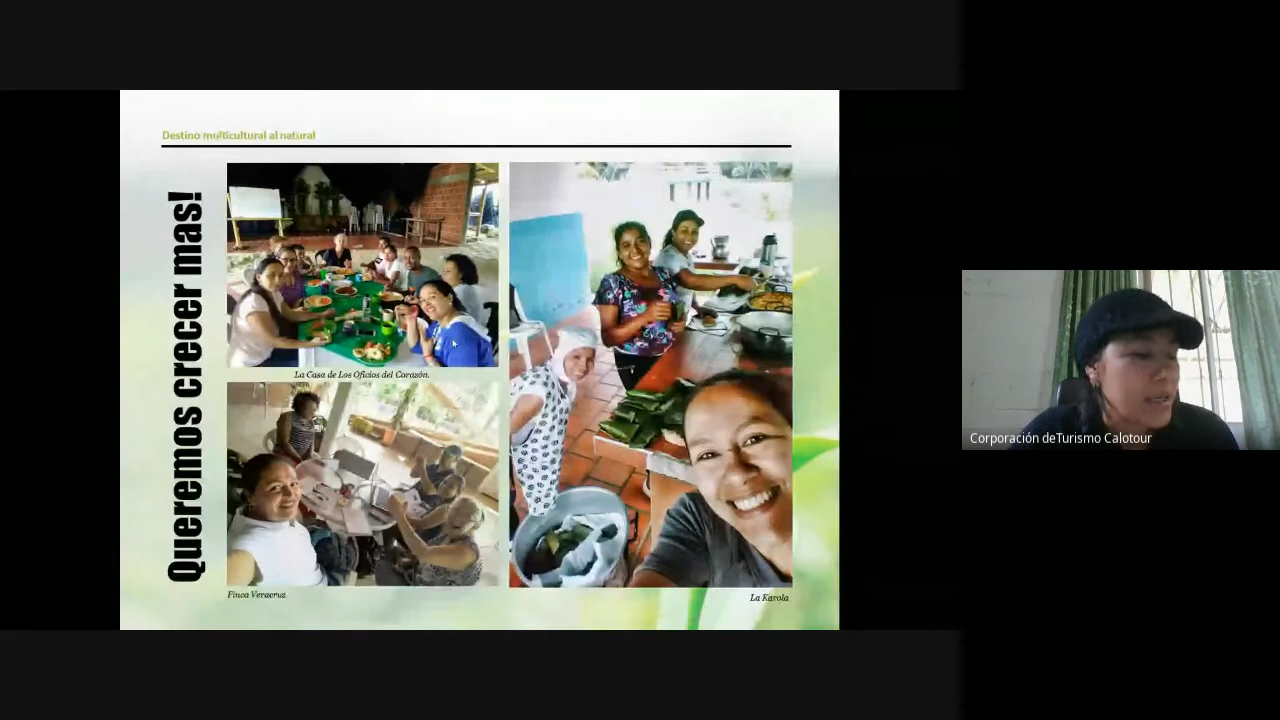 Destino multicultural al natural
Queremos crecer mas!
La Casa de Los Oficios del Corazón.
Finca Veracruz
La Karola
Corporación deTurismo Calotour